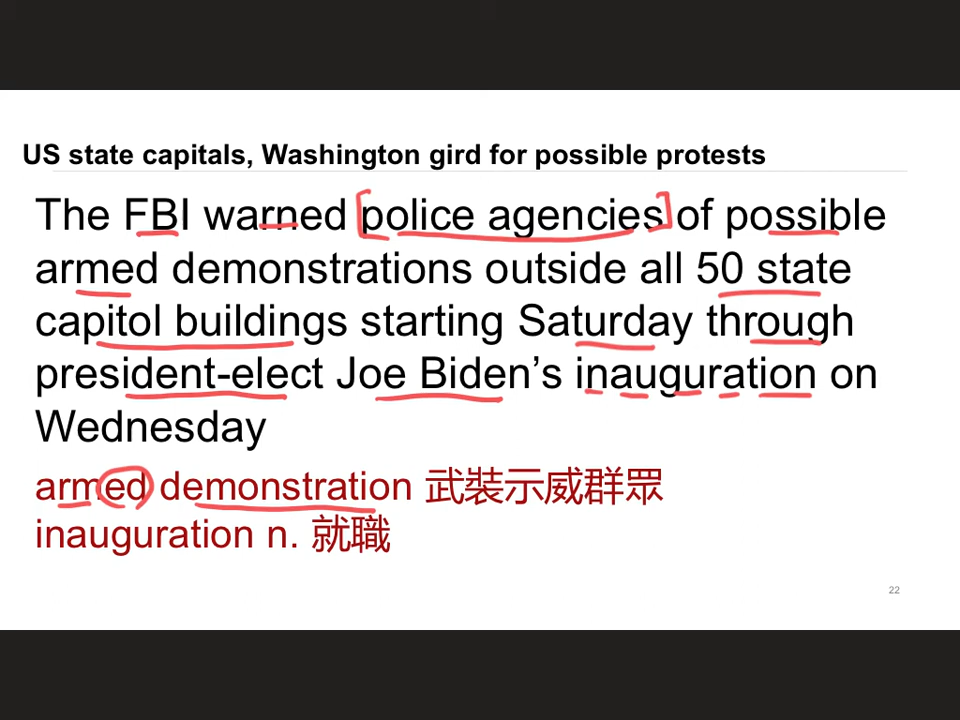 US state capitals, Washington gird for possible protests
The FBI warned [police agencies] of possible
armed demonstrations outside all 50 state
capitol buildings starting Saturday through
president-elect Joe Biden’s inauguration on
Wednesday
armed demonstration 武裝示威群眾
inauguration n. 就職
22